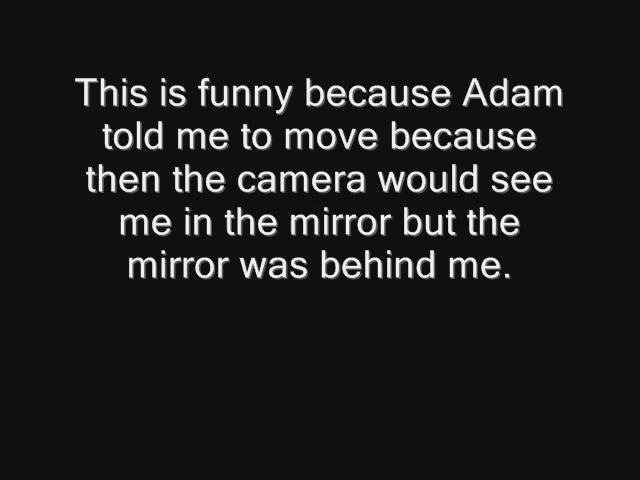 This is funny because Adam
told me to move because
then the camera would see
me in the mirror but the
mirror was behind me.